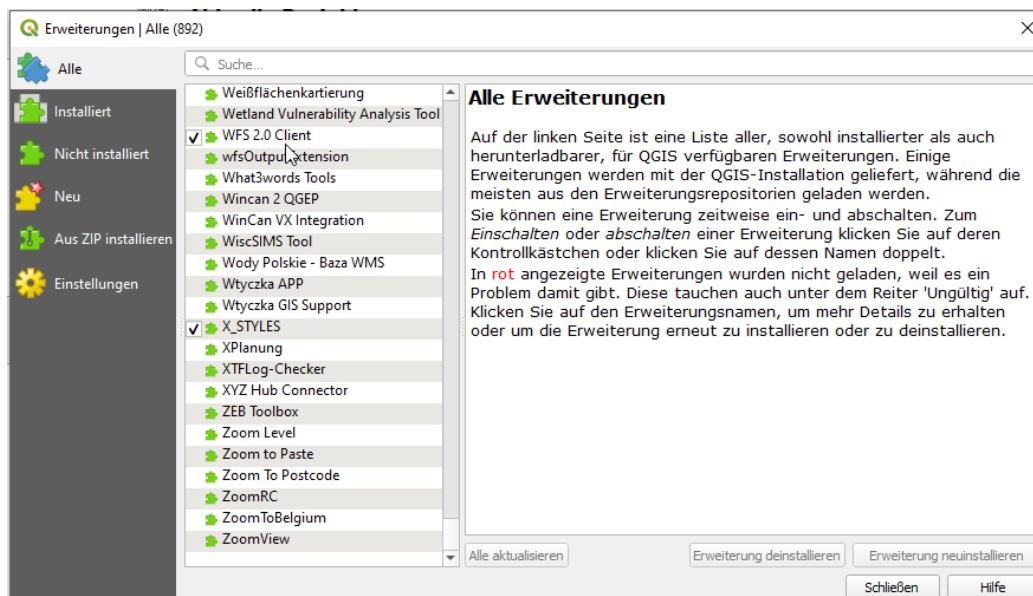 Erweiterungen | Alle (892)
Alle
Installiert
Nicht installiert
Neu
Aus ZIP installieren
Einstellungen
Suche...
Weißflächenkartierung
Wetland Vulnerability Analysis Tool
WFS 2.0 Client
wfsOutputExtension
What3words Tools
Wincan 2 QGEP
WinCan VX Integration
WiscSIMS Tool
Wody Polskie - Baza WMS
Wtyczka APP
Wtyczka GIS Support
X_STYLES
XPlanung
XTFLog-Checker
XYZ Hub Connector
ZEB Toolbox
Zoom Level
Zoom to Paste
Zoom To Postcode
ZoomRC
ZoomToBelgium
ZoomView
Alle Erweiterungen
Auf der linken Seite ist eine Liste aller, sowohl installierter als auch
herunterladbarer, für QGIS verfügbaren Erweiterungen. Einige
Erweiterungen werden mit der QGIS-Installation geliefert, während die
meisten aus den Erweiterungsrepositorien geladen werden.
Sie können eine Erweiterung zeitweise ein- und abschalten. Zum
Einschalten oder abschalten einer Erweiterung klicken Sie auf deren
Kontrollkästchen oder klicken Sie auf dessen Namen doppelt.
In rot angezeigte Erweiterungen wurden nicht geladen, weil es ein
Problem damit gibt. Diese tauchen auch unter dem Reiter 'Ungültig' auf.
Klicken Sie auf den Erweiterungsnamen, um mehr Details zu erhalten
oder um die Erweiterung erneut zu installieren oder zu deinstallieren.
Alle aktualisieren
Erweiterung deinstallieren
Erweiterung neuinstallieren
Schließen
Hilfe